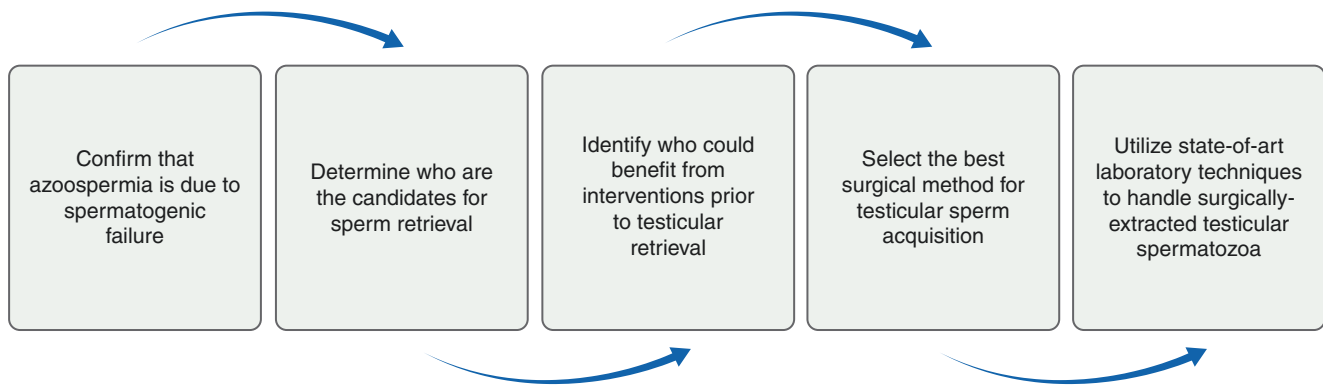 Confirm that
azoospermia is due to
spermatogenic
failure
Determine who are
the candidates for
sperm retrieval
Identify who could
benefit from
interventions prior
to testicular
retrieval
Select the best
surgical method for
testicular sperm
acquisition
Utilize state-of-art
laboratory techniques
to handle surgically-
extracted testicular
spermatozoa